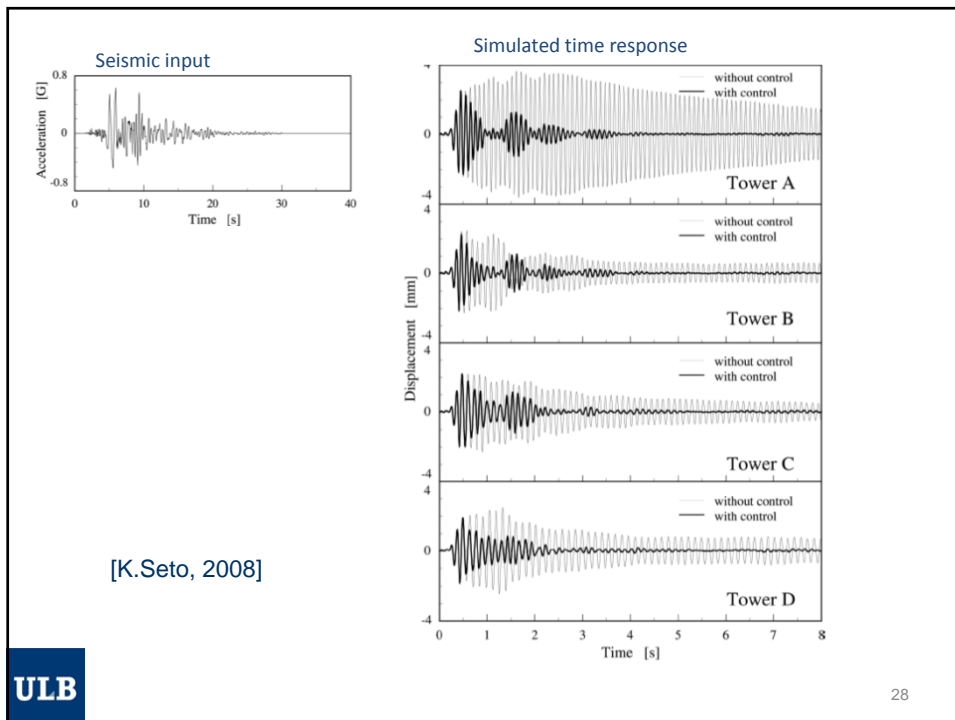 Seismic input
0.8
0
-0.8
Acceleration [G]
0 10 20 30 40
Time [s]
Simulated time response
4
0
-4
without control
with control
Tower A
4
0
-4
without control
with control
Tower B
Displacement [mm]
4
0
-4
without control
with control
Tower C
4
0
-4
without control
with control
Tower D
0 1 2 3 4 5 6 7 8
Time [s]
[K.Seto, 2008]
ULB
28